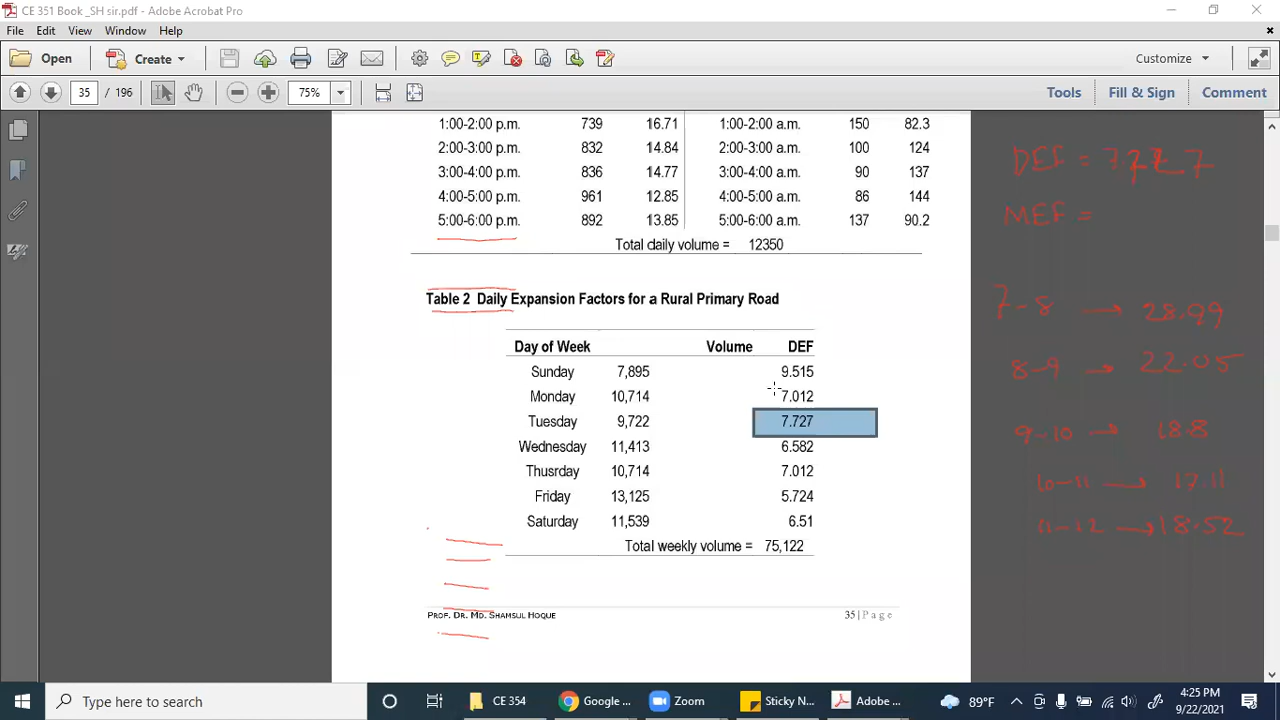 CE 351 Book _SH sir.pdf - Adobe Acrobat Pro
File Edit View Window Help
Open Create Customize
35 / 196 75% Tools Fill & Sign Comment
1:00-2:00 p.m. 739 16.71 1:00-2:00 a.m. 150 82.3
2:00-3:00 p.m. 832 14.84 2:00-3:00 a.m. 100 124
3:00-4:00 p.m. 836 14.77 3:00-4:00 a.m. 90 137
4:00-5:00 p.m. 961 12.85 4:00-5:00 a.m. 86 144
5:00-6:00 p.m. 892 13.85 5:00-6:00 a.m. 137 90.2
Total daily volume = 12350
Table 2 Daily Expansion Factors for a Rural Primary Road
Day of Week Volume DEF
Sunday 7,895 9.515
Monday 10,714 7.012
Tuesday 9,722 7.727
Wednesday 11,413 6.582
Thusrday 10,714 7.012
Friday 13,125 5.724
Saturday 11,539 6.51
Total weekly volume = 75,122
PROF. DR. MD. SHAMSUL HOQUE 35 | Page
DEF =
MEF =
7-8 → 28.99
8-9 → 22.05
9-10 → 18.8
10-11 → 17.11
11-12 → 18.52
Type here to search CE 354 Google ... Zoom Sticky N... Adobe ... 89°F 4:25 PM
9/22/2021